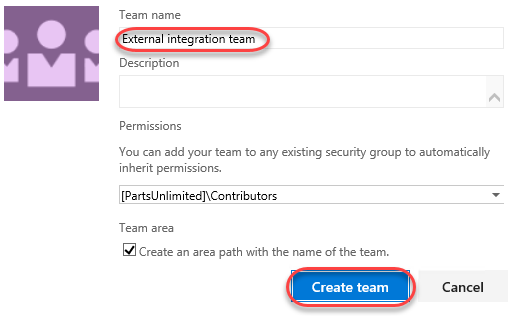 Team name
External integration team
Description
Permissions
You can add your team to any existing security group to automatically
inherit permissions.
[PartsUnlimited]\Contributors
Team area
Create an area path with the name of the team.
Create team
Cancel